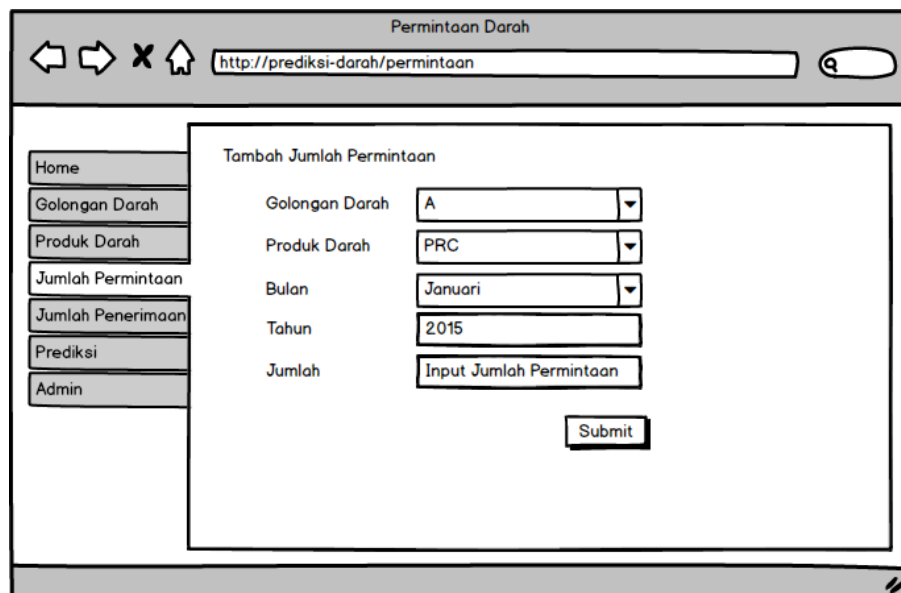 Permintaan Darah
http://prediksi-darah/permintaan
Home
Golongan Darah
Produk Darah
Jumlah Permintaan
Jumlah Penerimaan
Prediksi
Admin
Tambah Jumlah Permintaan
Golongan Darah A
Produk Darah PRC
Bulan Januari
Tahun 2015
Jumlah Input Jumlah Permintaan
Submit